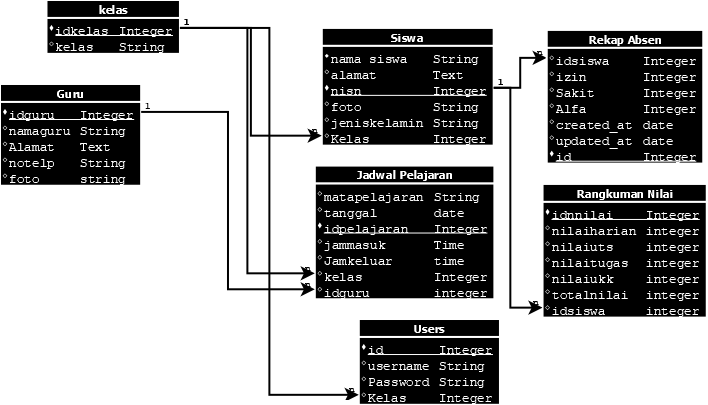 kelas
idkelas Integer
kelas String
1
Guru
idguru Integer
namaguru String
Alamat Text
notelp String
foto string
1
Siswa
nama siswa String
alamat Text
nisn Integer
foto String
jeniskelamin String
Kelas Integer
1
n
Jadwal Pelajaran
matapelajaran String
tanggal date
idpelajaran Integer
jammasuk Time
Jamkeluar time
kelas Integer
idguru integer
n
n
Users
id Integer
username String
Password String
Kelas Integer
n
Rekap Absen
idsiswa Integer
izin Integer
Sakit Integer
Alfa Integer
created_at date
updated_at date
id Integer
n
Rangkuman Nilai
idnnilai Integer
nilaiharian integer
nilaiuts integer
nilaitugas integer
nilaiukk integer
totalnilai integer
idsiswa integer
n